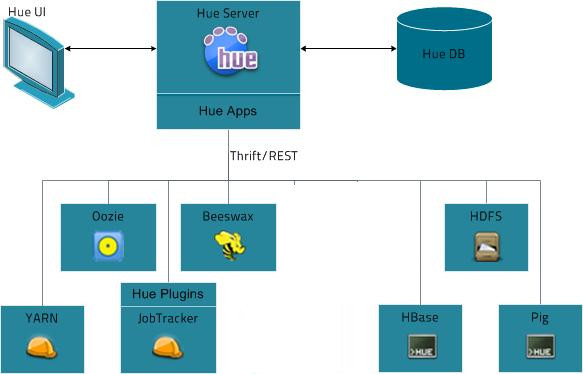 Hue UI
Hue Server
hue
Hue DB
Hue Apps
Thrift/REST
Oozie
Beeswax
HDFS
Hue Plugins
YARN
JobTracker
HBase
Pig
>HUE
>HUE